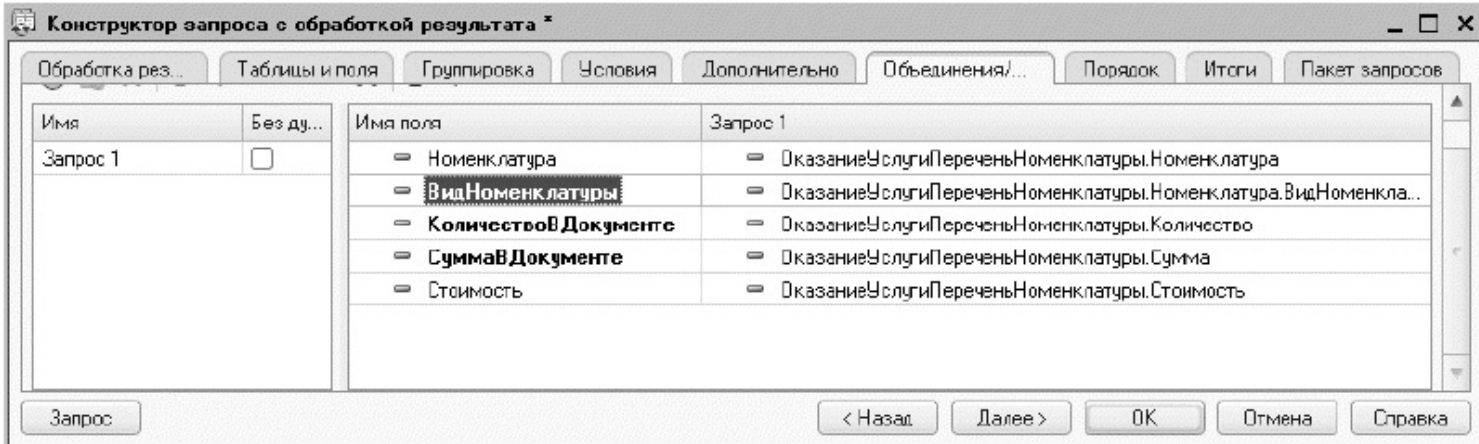 Конструктор запроса с обработкой результата *
Обработка рез... Таблицы и поля Группировка Условия Дополнительно Объединения/... Порядок Итоги Пакет запросов
Имя Без ду... Имя поля Запрос 1
Запрос 1 Номенклатура ОказаниеУслугиПереченьНоменклатуры.Номенклатура
ВидНоменклатуры ОказаниеУслугиПереченьНоменклатуры.Номенклатура.ВидНоменкла...
КоличествоВДокументе ОказаниеУслугиПереченьНоменклатуры.Количество
СуммаВДокументе ОказаниеУслугиПереченьНоменклатуры.Сумма
Стоимость ОказаниеУслугиПереченьНоменклатуры.Стоимость
Запрос < Назад Далее > ОК Отмена Справка